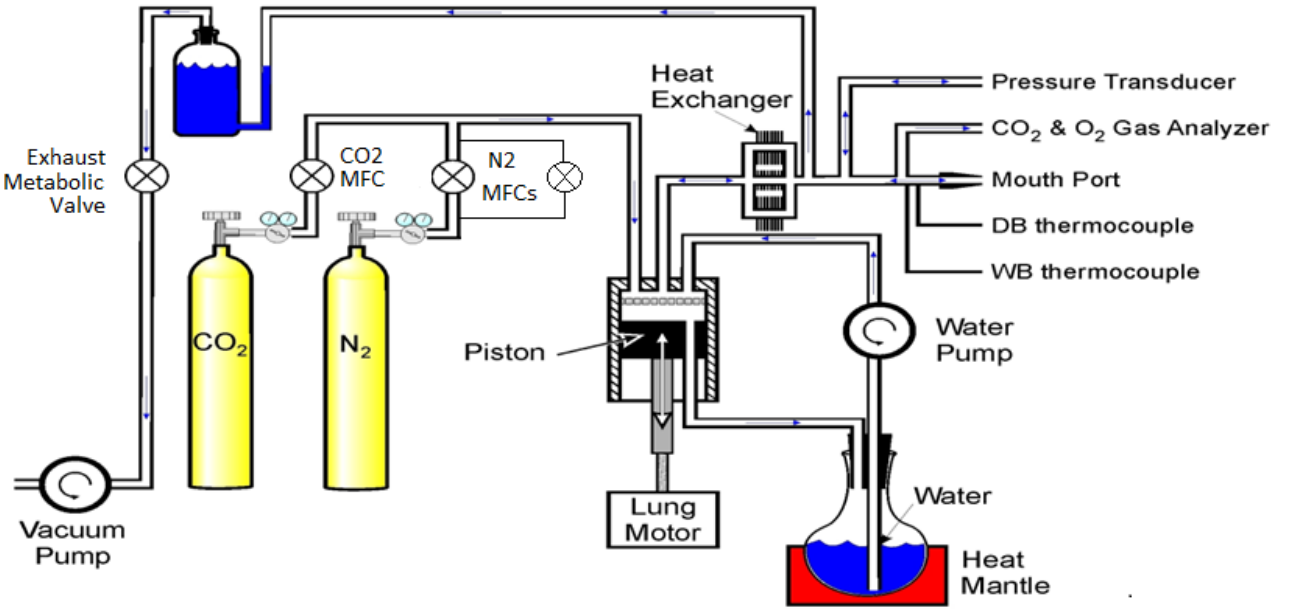 Heat
Exchanger
Pressure Transducer
CO₂ & O₂ Gas Analyzer
Mouth Port
DB thermocouple
WB thermocouple
Exhaust
Metabolic
Valve
CO2
MFC
N2
MFCs
CO₂
N₂
Piston
Water
Pump
Lung
Motor
Water
Heat
Mantle
Vacuum
Pump